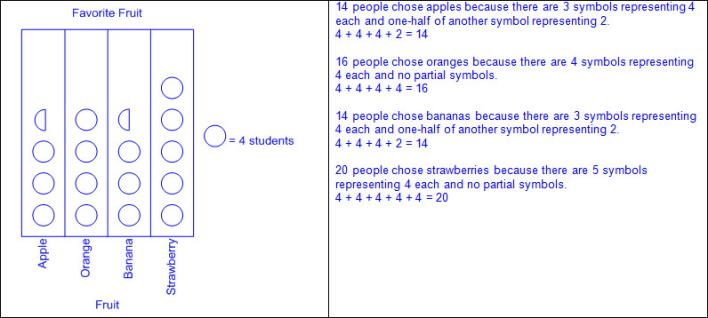 Favorite Fruit
= 4 students
Apple
Orange
Banana
Strawberry
Fruit
14 people chose apples because there are 3 symbols representing 4
each and one-half of another symbol representing 2.
4 + 4 + 4 + 2 = 14
16 people chose oranges because there are 4 symbols representing
4 each and no partial symbols.
4 + 4 + 4 + 4 = 16
14 people chose bananas because there are 3 symbols representing
4 each and one-half of another symbol representing 2.
4 + 4 + 4 + 2 = 14
20 people chose strawberries because there are 5 symbols
representing 4 each and no partial symbols.
4 + 4 + 4 + 4 + 4 = 20